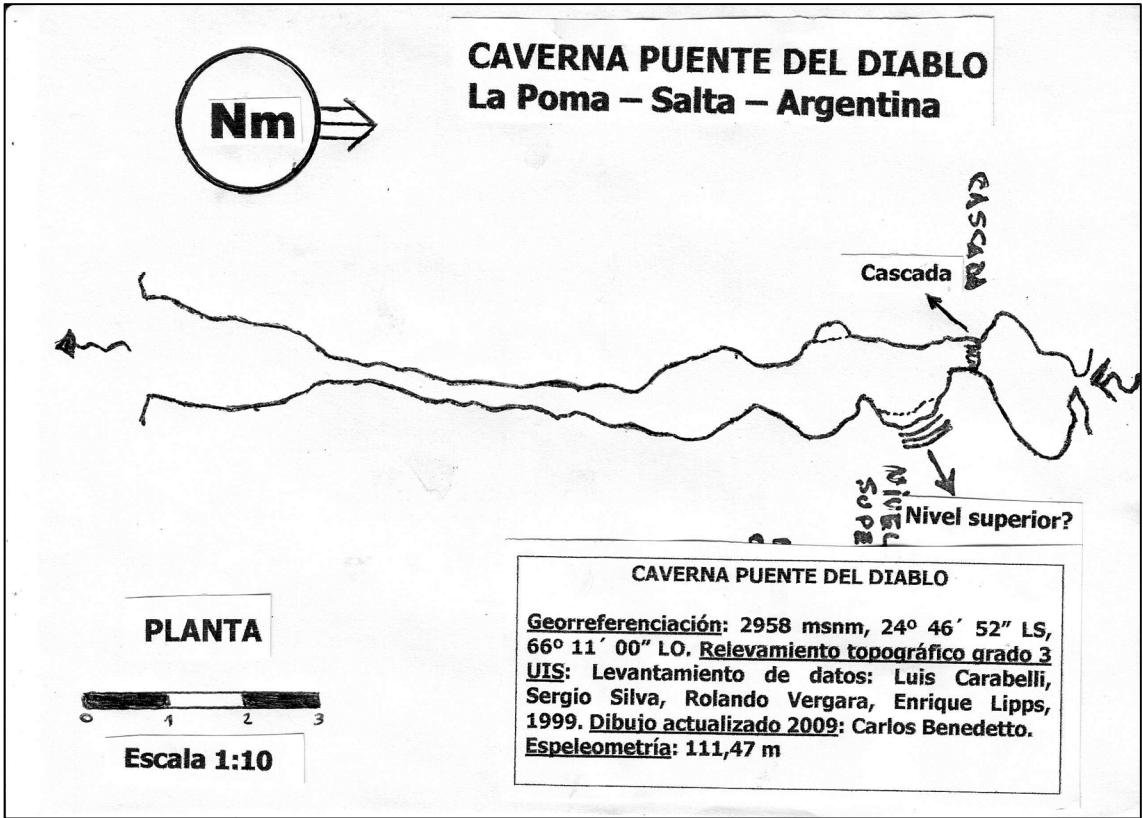 CAVERNA PUENTE DEL DIABLO
La Poma – Salta – Argentina
Nm
CASCADA
Cascada
NIVEL
SUPE
Nivel superior?
PLANTA
0 1 2 3
Escala 1:10
CAVERNA PUENTE DEL DIABLO
Georreferenciación: 2958 msnm, 24º 46´ 52” LS,
66º 11´ 00” LO. Relevamiento topográfico grado 3
UIS: Levantamiento de datos: Luis Carabelli,
Sergio Silva, Rolando Vergara, Enrique Lipps,
1999. Dibujo actualizado 2009: Carlos Benedetto.
Espeleometría: 111,47 m